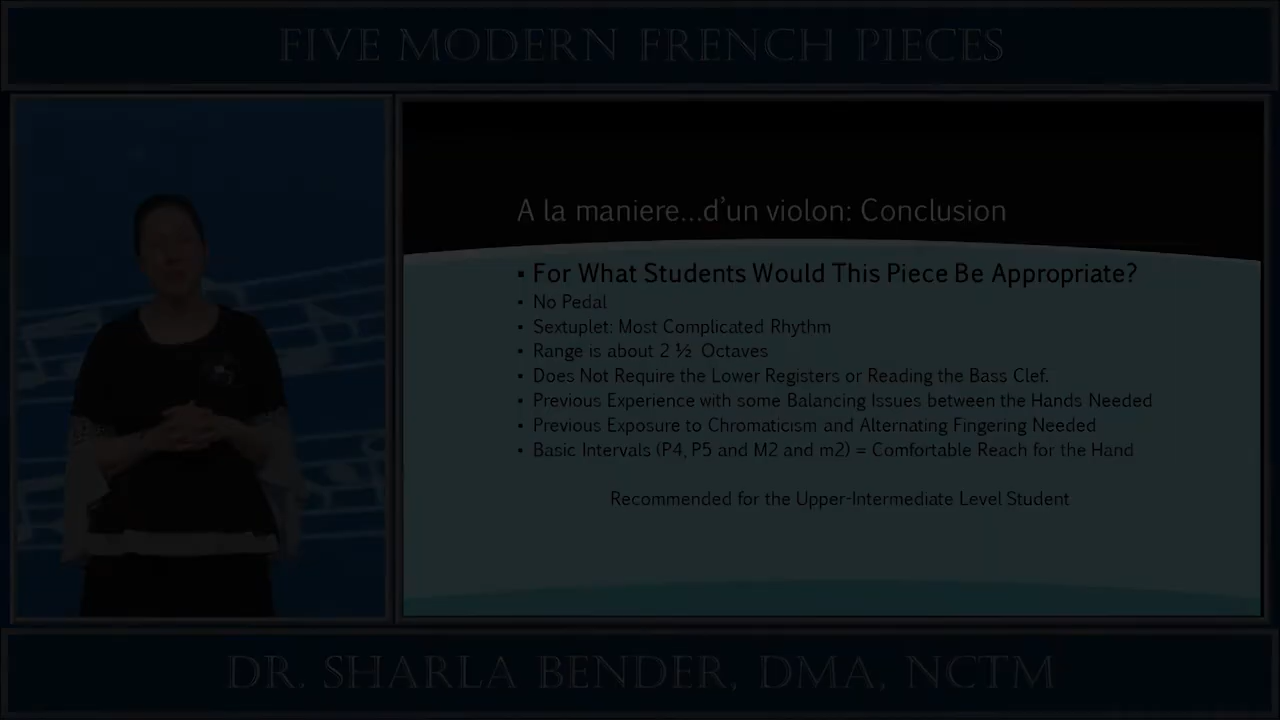 FIVE MODERN FRENCH PIECES
A la maniere...d'un violon: Conclusion
▪ For What Students Would This Piece Be Appropriate?
• No Pedal
• Sextuplet: Most Complicated Rhythm
• Range is about 2 ½ Octaves
• Does Not Require the Lower Registers or Reading the Bass Clef.
• Previous Experience with some Balancing Issues between the Hands Needed
• Previous Exposure to Chromaticism and Alternating Fingering Needed
• Basic Intervals (P4, P5 and M2 and m2) = Comfortable Reach for the Hand
Recommended for the Upper-Intermediate Level Student
DR. SHARLA BENDER, DMA, NCTM